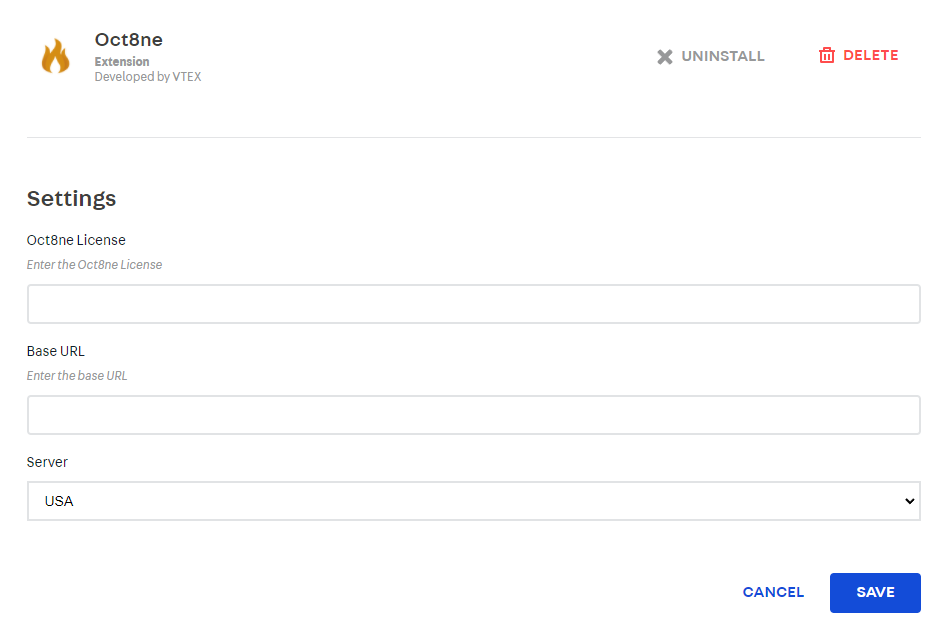 Oct8ne
Extension
Developed by VTEX
UNINSTALL
DELETE
Settings
Oct8ne License
Enter the Oct8ne License
Base URL
Enter the base URL
Server
USA
CANCEL
SAVE